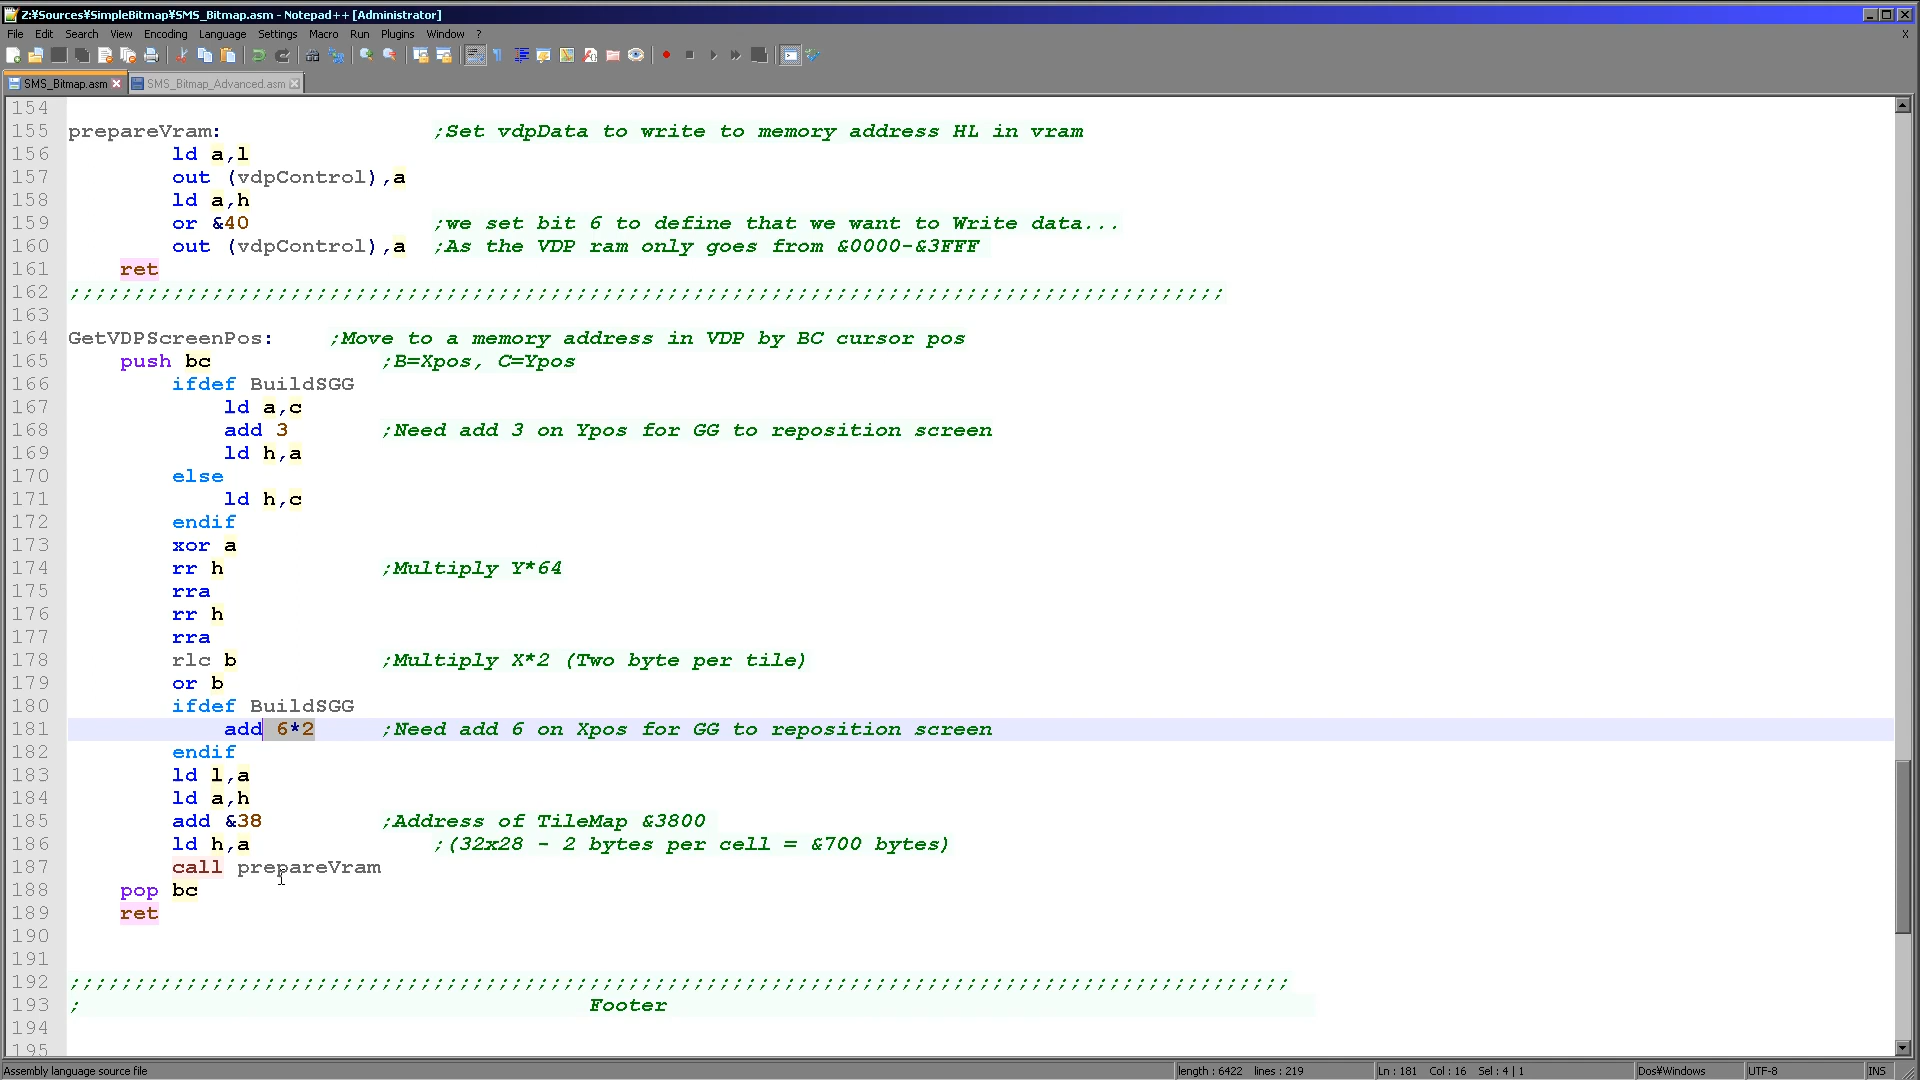 Z:¥Sources¥SimpleBitmap¥SMS_Bitmap.asm - Notepad++ [Administrator]
File Edit Search View Encoding Language Settings Macro Run Plugins Window ? X
SMS_Bitmap.asm SMS_Bitmap_Advanced.asm
154
155 prepareVram: ;Set vdpData to write to memory address HL in vram
156 ld a,l
157 out (vdpControl),a
158 ld a,h
159 or &40 ;we set bit 6 to define that we want to Write data...
160 out (vdpControl),a ;As the VDP ram only goes from &0000-&3FFF
161 ret
162 ;;;;;;;;;;;;;;;;;;;;;;;;;;;;;;;;;;;;;;;;;;;;;;;;;;;;;;;;;;;;;;;;;;;;;;;;;;;;;;;;;;;;;;;;;
163
164 GetVDPScreenPos: ;Move to a memory address in VDP by BC cursor pos
165 push bc ;B=Xpos, C=Ypos
166 ifdef BuildSGG
167 ld a,c
168 add 3 ;Need add 3 on Ypos for GG to reposition screen
169 ld h,a
170 else
171 ld h,c
172 endif
173 xor a
174 rr h ;Multiply Y*64
175 rra
176 rr h
177 rra
178 rlc b ;Multiply X*2 (Two byte per tile)
179 or b
180 ifdef BuildSGG
181 add 6*2 ;Need add 6 on Xpos for GG to reposition screen
182 endif
183 ld l,a
184 ld a,h
185 add &38 ;Address of TileMap &3800
186 ld h,a ;(32x28 - 2 bytes per cell = &700 bytes)
187 call prepareVram
188 pop bc
189 ret
190
191
192 ;;;;;;;;;;;;;;;;;;;;;;;;;;;;;;;;;;;;;;;;;;;;;;;;;;;;;;;;;;;;;;;;;;;;;;;;;;;;;;;;;;;;;;;;;;;;;;
193 ; Footer
194
195
Assembly language source file length : 6422 lines : 219 Ln : 181 Col : 16 Sel : 4 | 1 Dos¥Windows UTF-8 INS